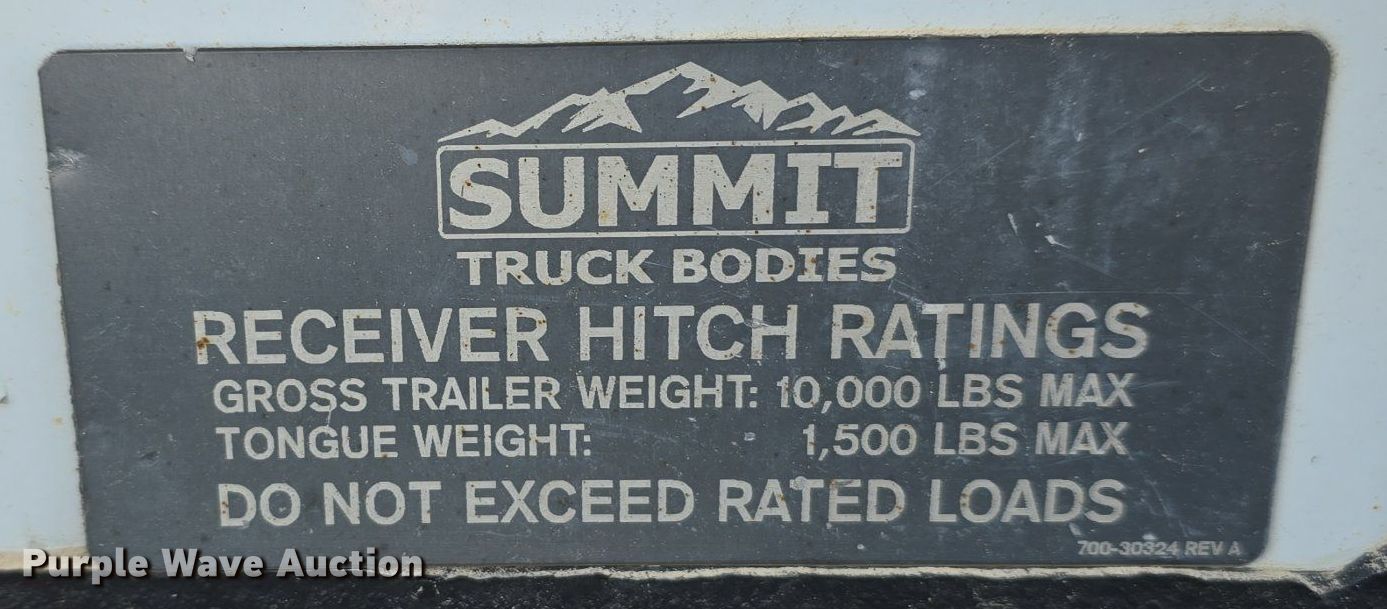 SUMMIT
TRUCK BODIES
RECEIVER HITCH RATINGS
GROSS TRAILER WEIGHT: 10,000 LBS MAX
TONGUE WEIGHT: 1,500 LBS MAX
DO NOT EXCEED RATED LOADS
700-30324 REV A
Purple Wave Auction